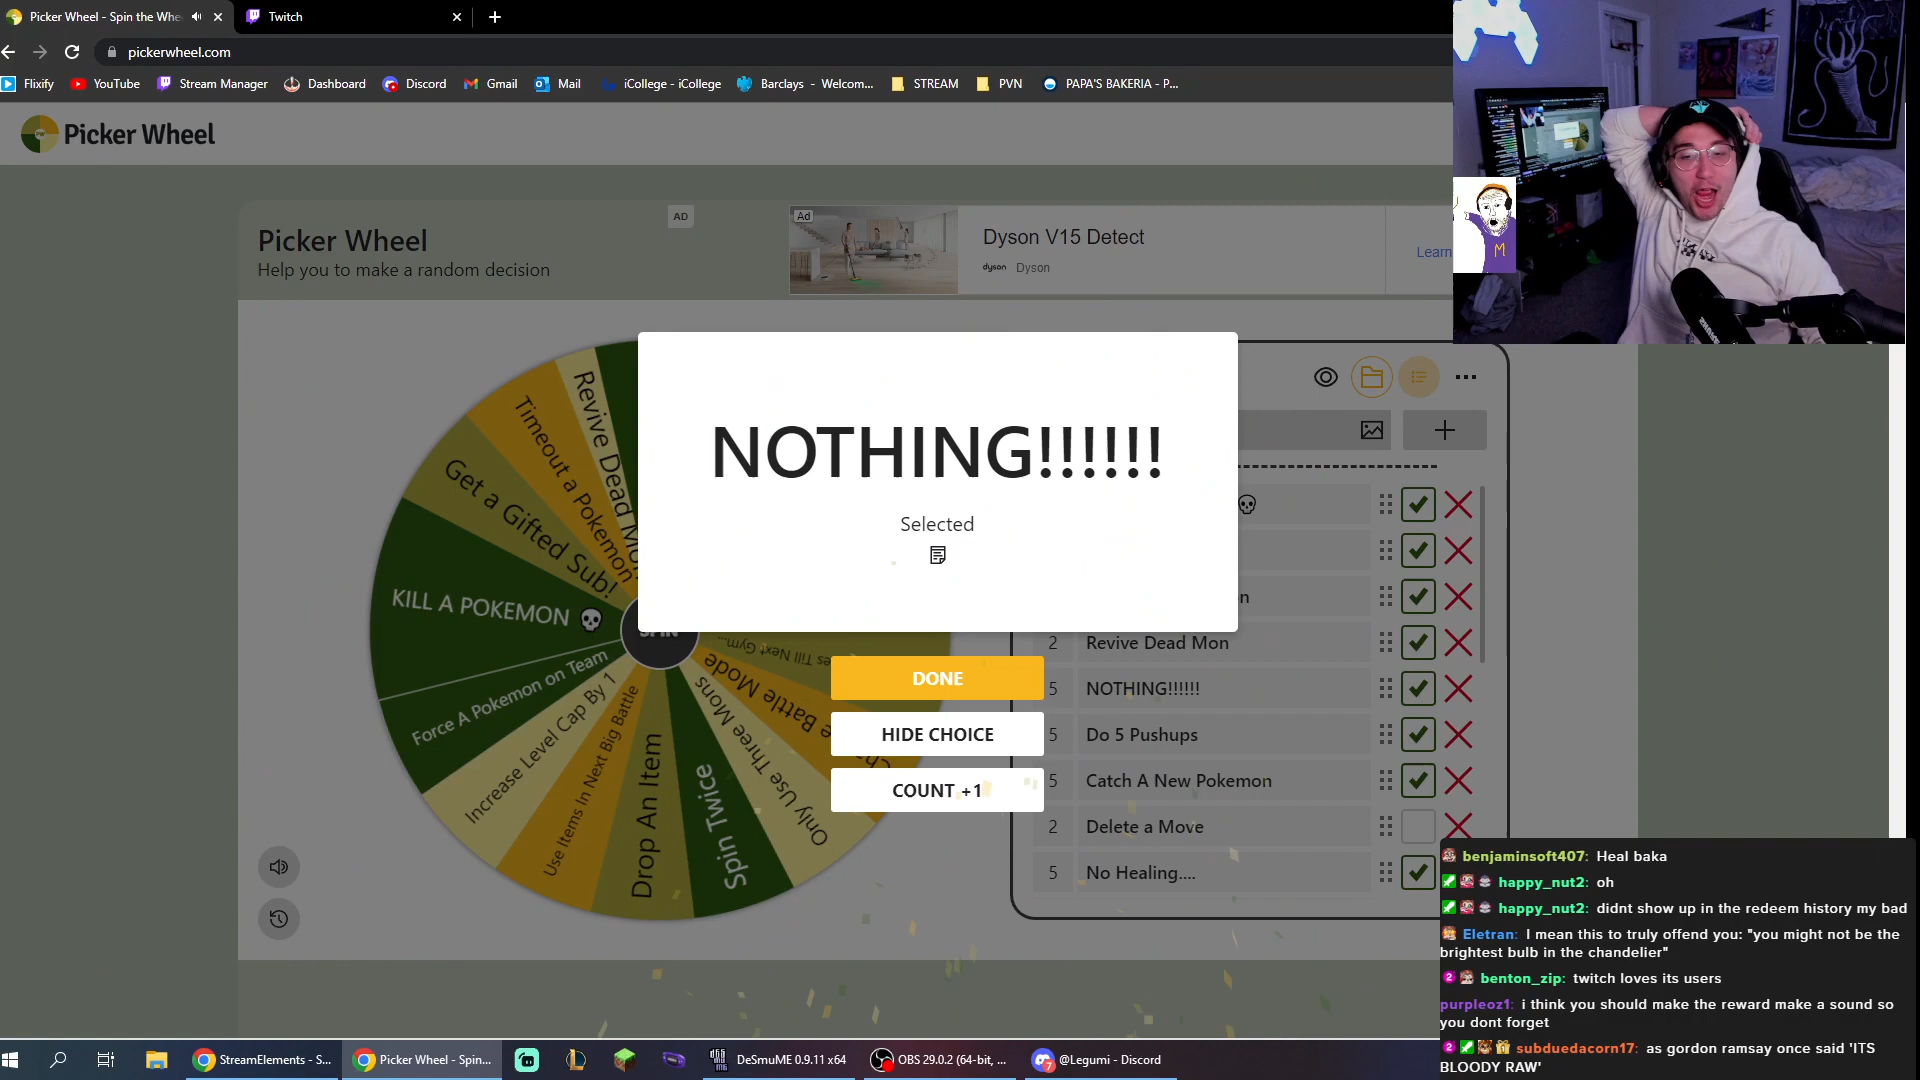 Picker Wheel - Spin the Whe
Twitch
pickerwheel.com
Flixify
YouTube
Stream Manager
Dashboard
Discord
Gmail
Mail
iCollege - iCollege
Barclays - Welcom...
STREAM
PVN
PAPA'S BAKERIA - P...
Picker Wheel
Picker Wheel
Help you to make a random decision
AD
Ad
Dyson V15 Detect
dyson Dyson
Learn
NOTHING!!!!!!
Selected
DONE
HIDE CHOICE
COUNT +1
Revive Dead Mon
Timeout a Pokemon
Get a Gifted Sub!
KILL A POKEMON 💀
Force A Pokemon on Team
Increase Level Cap By 1
Use Items In Next Big Battle
Drop An Item
Spin Twice
Only Use Three Mons
e Battle Mode
es Till Next Gym...
SPIN
💀
n
2 Revive Dead Mon
5 NOTHING!!!!!!
5 Do 5 Pushups
5 Catch A New Pokemon
2 Delete a Move
5 No Healing....
M
benjaminsoft407: Heal baka
happy_nut2: oh
happy_nut2: didnt show up in the redeem history my bad
Eletran: I mean this to truly offend you: "you might not be the
brightest bulb in the chandelier"
2 benton_zip: twitch loves its users
purpleoz1: i think you should make the reward make a sound so
you dont forget
2 subduedacorn17: as gordon ramsay once said 'ITS
BLOODY RAW'
StreamElements - S...
Picker Wheel - Spin...
DeSmuME 0.9.11 x64
OBS 29.0.2 (64-bit, ...
7 @Legumi - Discord